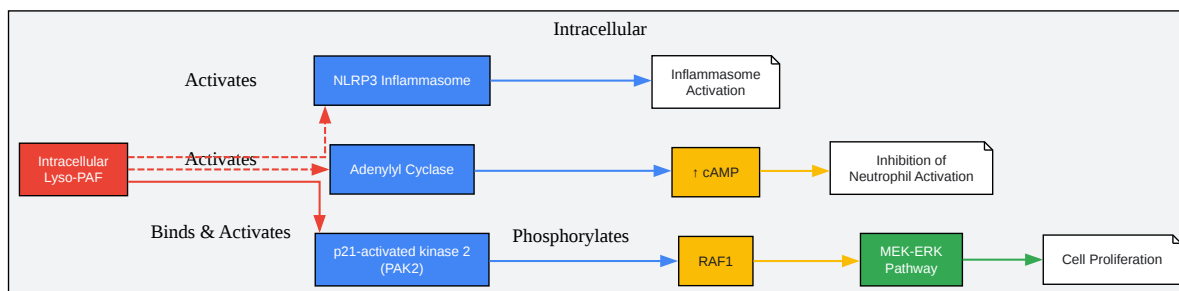 Intracellular
Activates
NLRP3 Inflammasome
Inflammasome
Activation
Intracellular
Lyso-PAF
Activates
Adenylyl Cyclase
↑ cAMP
Inhibition of
Neutrophil Activation
Binds & Activates
p21-activated kinase 2
(PAK2)
Phosphorylates
RAF1
MEK-ERK
Pathway
Cell Proliferation